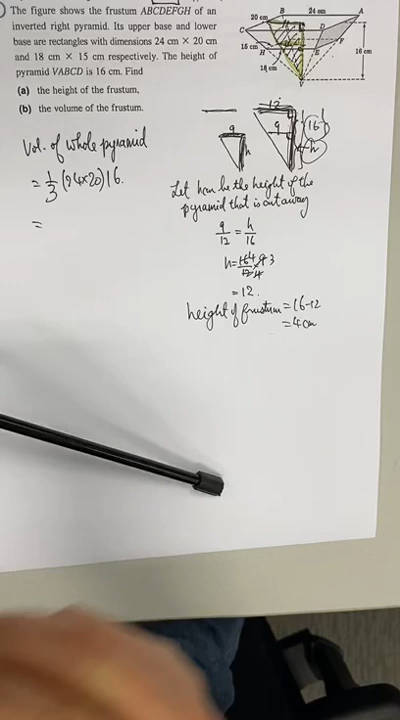 The figure shows the frustum ABCDEFGH of an
inverted right pyramid. Its upper base and lower
base are rectangles with dimensions 24 cm × 20 cm
and 18 cm × 15 cm respectively. The height of
pyramid VABCD is 16 cm. Find
(a) the height of the frustum,
(b) the volume of the frustum.
B 24 cm A
20 cm
C D
15 cm H E F 16 cm
18 cm
V
Vol. of whole pyramid
= 1/3 (24×20) 16.
=
12
9 9 16
h h
Let h cm be the height of the
pyramid that is cut away
9/12 = h/16
= 12.
height of frustum = 16-12
= 4cm